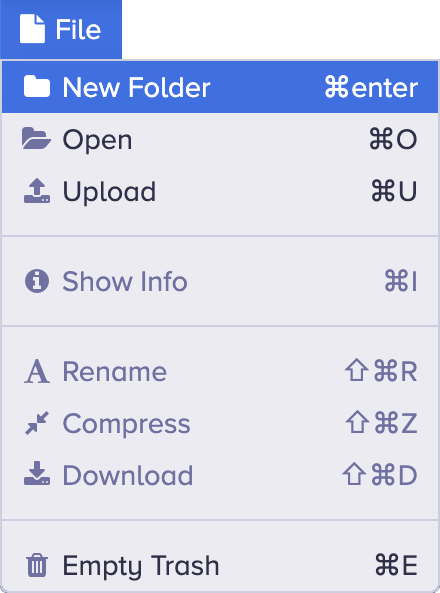 File
New Folder ⌘enter
Open ⌘O
Upload ⌘U
Show Info ⌘I
Rename ⇧⌘R
Compress ⇧⌘Z
Download ⇧⌘D
Empty Trash ⌘E